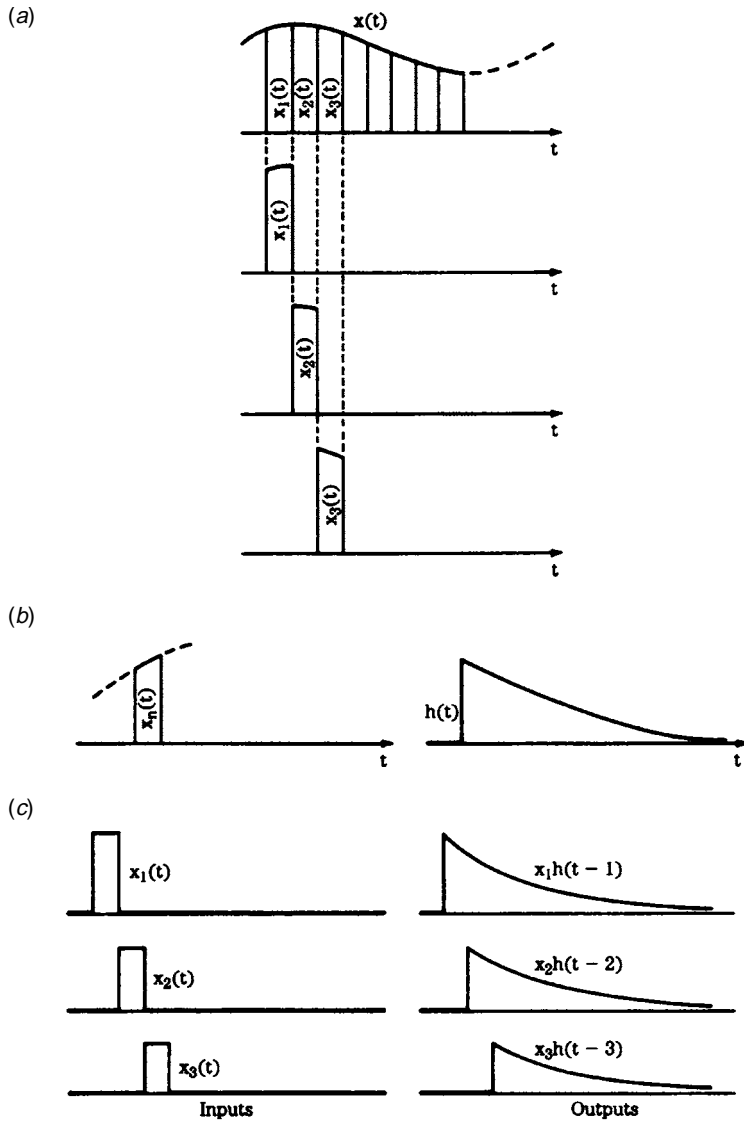 (a)
x(t)
x₁(t)
x₂(t)
x₃(t)
t
x₁(t)
t
x₂(t)
t
x₃(t)
t
(b)
xₙ(t)
t
h(t)
t
(c)
x₁(t)
x₁h(t − 1)
x₂(t)
x₂h(t − 2)
x₃(t)
x₃h(t − 3)
Inputs
Outputs